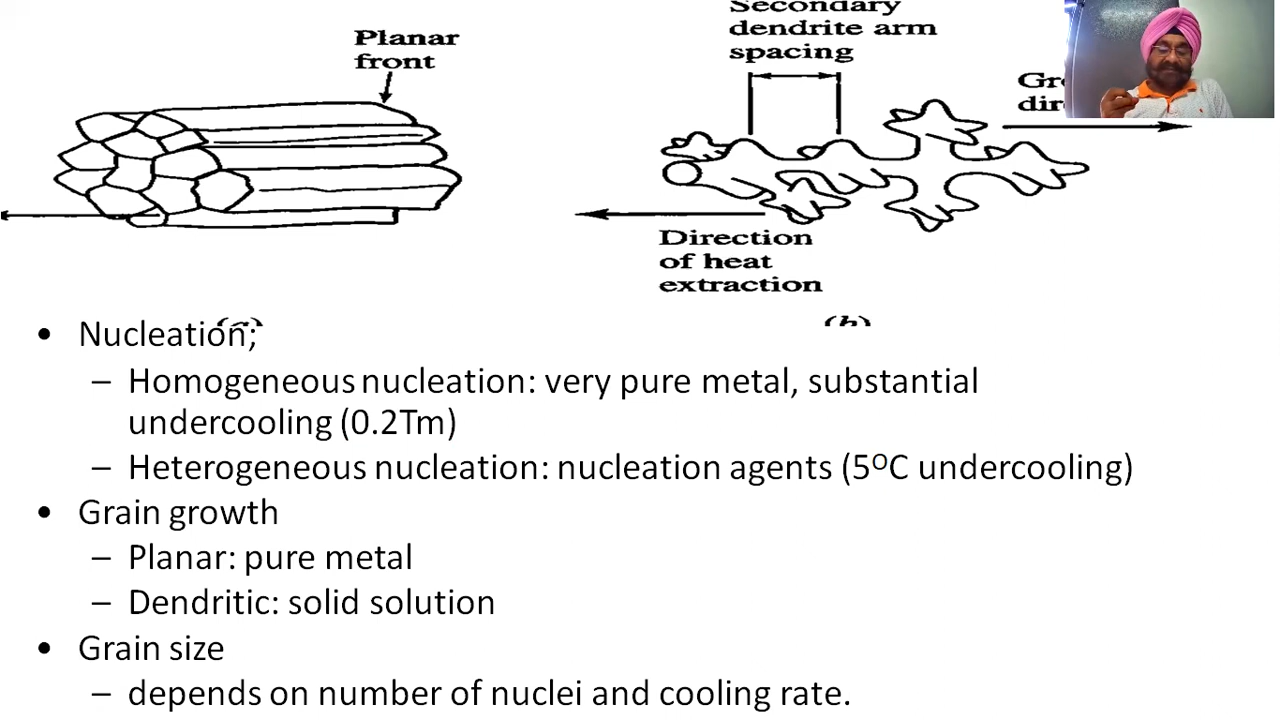 Planar
front
Secondary
dendrite arm
spacing
Direction
of heat
extraction
(b)
• Nucleation;
– Homogeneous nucleation: very pure metal, substantial
undercooling (0.2Tm)
– Heterogeneous nucleation: nucleation agents (5⁰C undercooling)
• Grain growth
– Planar: pure metal
– Dendritic: solid solution
• Grain size
– depends on number of nuclei and cooling rate.